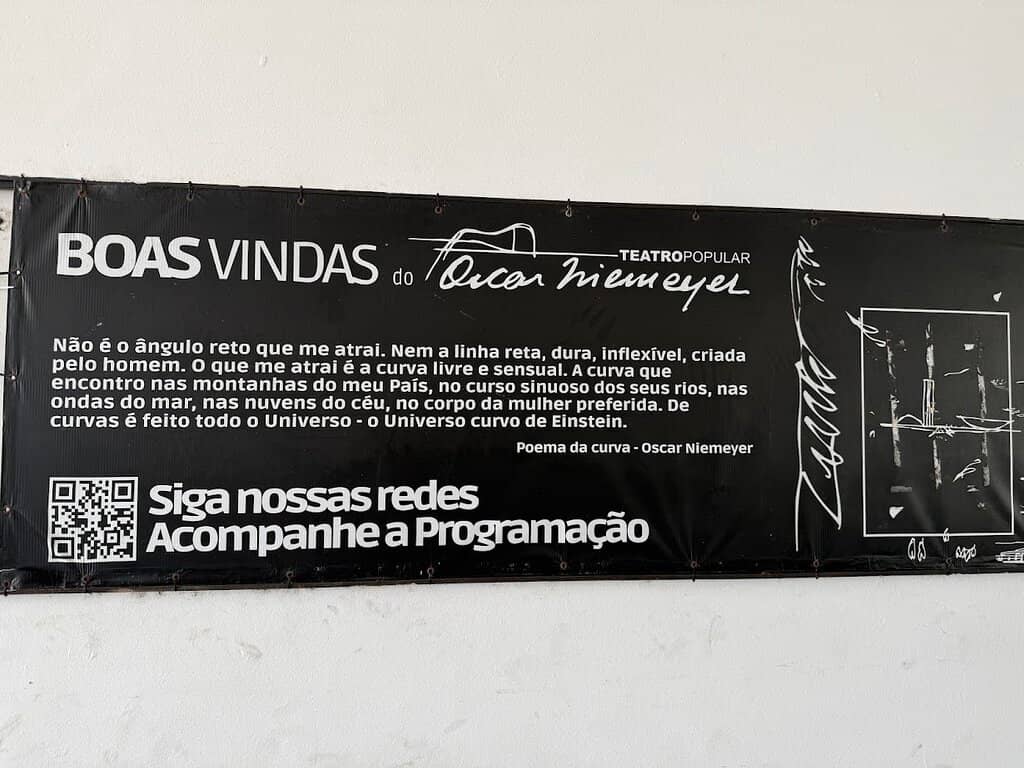 BOAS VINDAS do TEATROPOPULAR
Oscar Niemeyer
Não é o ângulo reto que me atrai. Nem a linha reta, dura, inflexível, criada
pelo homem. O que me atrai é a curva livre e sensual. A curva que
encontro nas montanhas do meu País, no curso sinuoso dos seus rios, nas
ondas do mar, nas nuvens do céu, no corpo da mulher preferida. De
curvas é feito todo o Universo - o Universo curvo de Einstein.
Poema da curva - Oscar Niemeyer
Siga nossas redes
Acompanhe a Programação